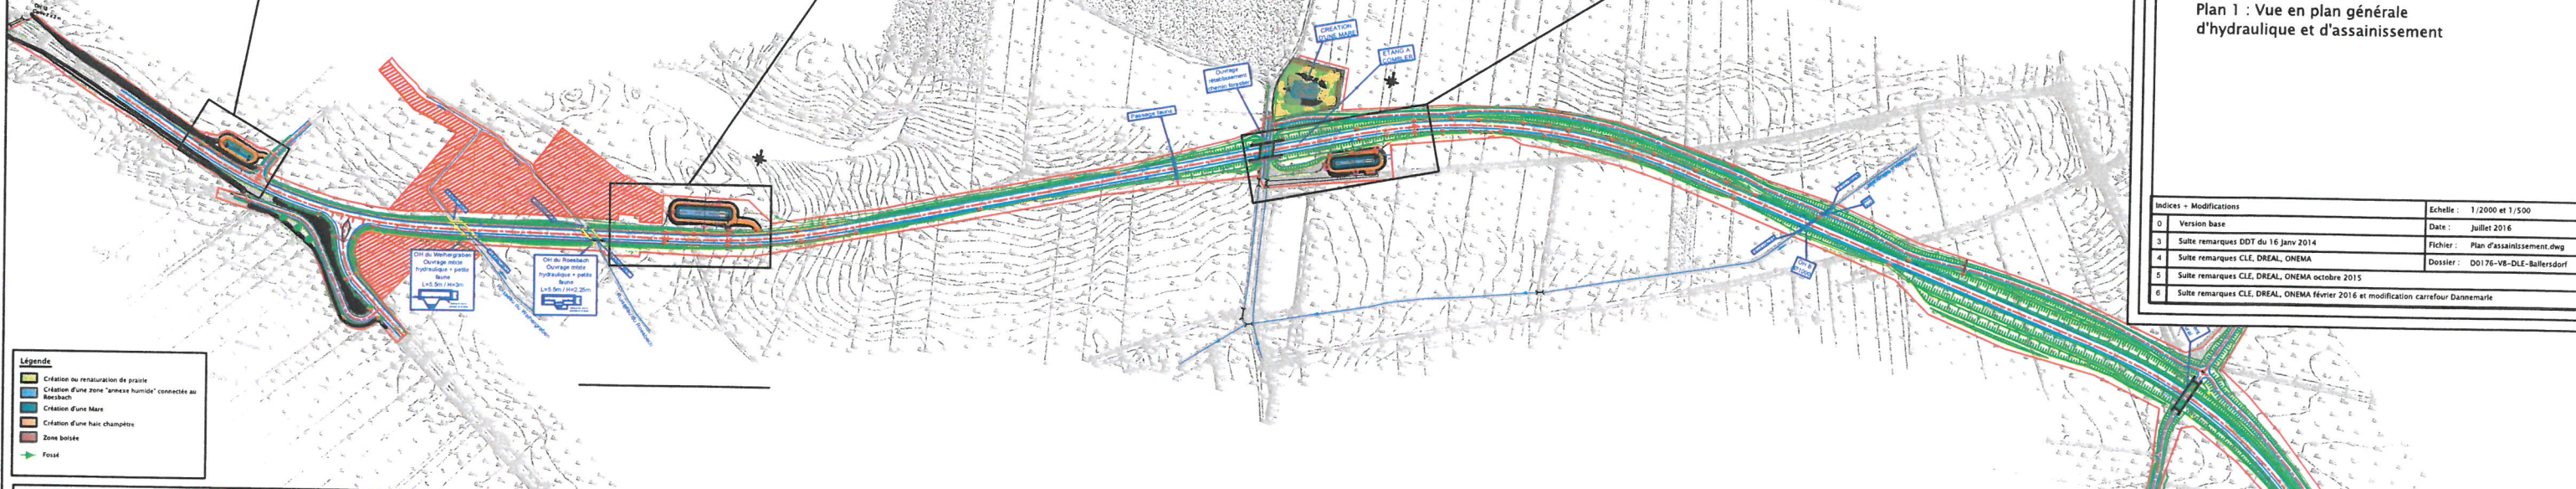 Plan 1 : Vue en plan générale
d'hydraulique et d'assainissement
CREATION
D'UNE MARE
ETANG A
COMBLER
Ouvrage
rétablissement
chemin forestier
Passage faune
Indices + Modifications
Echelle : 1/2000 et 1/500
0 Version base
Date : Juillet 2016
3 Suite remarques DDT du 16 Janv 2014
Fichier : Plan d'assainissement.dwg
4 Suite remarques CLE, DREAL, ONEMA
Dossier : D0176-VB-DLE-Ballersdorf
5 Suite remarques CLE, DREAL, ONEMA octobre 2015
6 Suite remarques CLE, DREAL, ONEMA février 2016 et modification carrefour Dannemarie
OH du Weihergraben
Ouvrage mixte
hydraulique + petite
faune
L=5.5m / H=3m
OH du Roesbach
Ouvrage mixte
hydraulique + petite
faune
L=5.5m / H=2.25m
Légende
Création ou renaturation de prairie
Création d'une zone "annexe humide" connectée au
Roesbach
Création d'une Mare
Création d'une haie champêtre
Zone boisée
Fossé